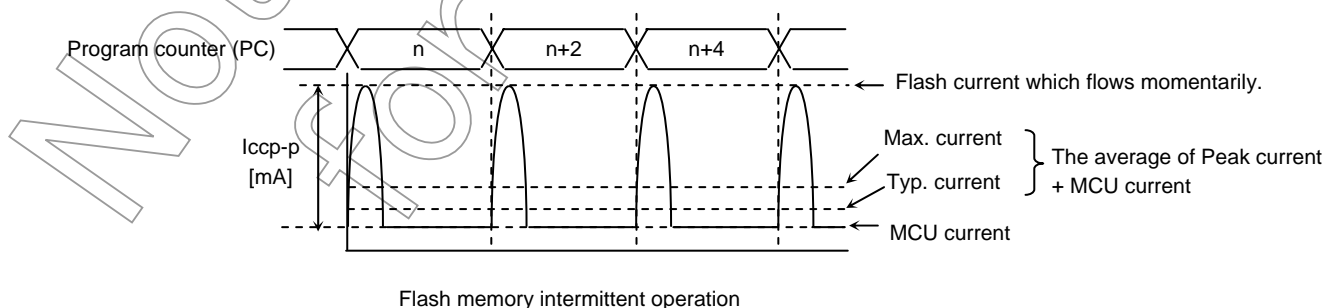 Program counter (PC)
n
n+2
n+4
Flash current which flows momentarily.
Iccp-p
[mA]
Max. current
Typ. current
The average of Peak current
+ MCU current
MCU current
Flash memory intermittent operation